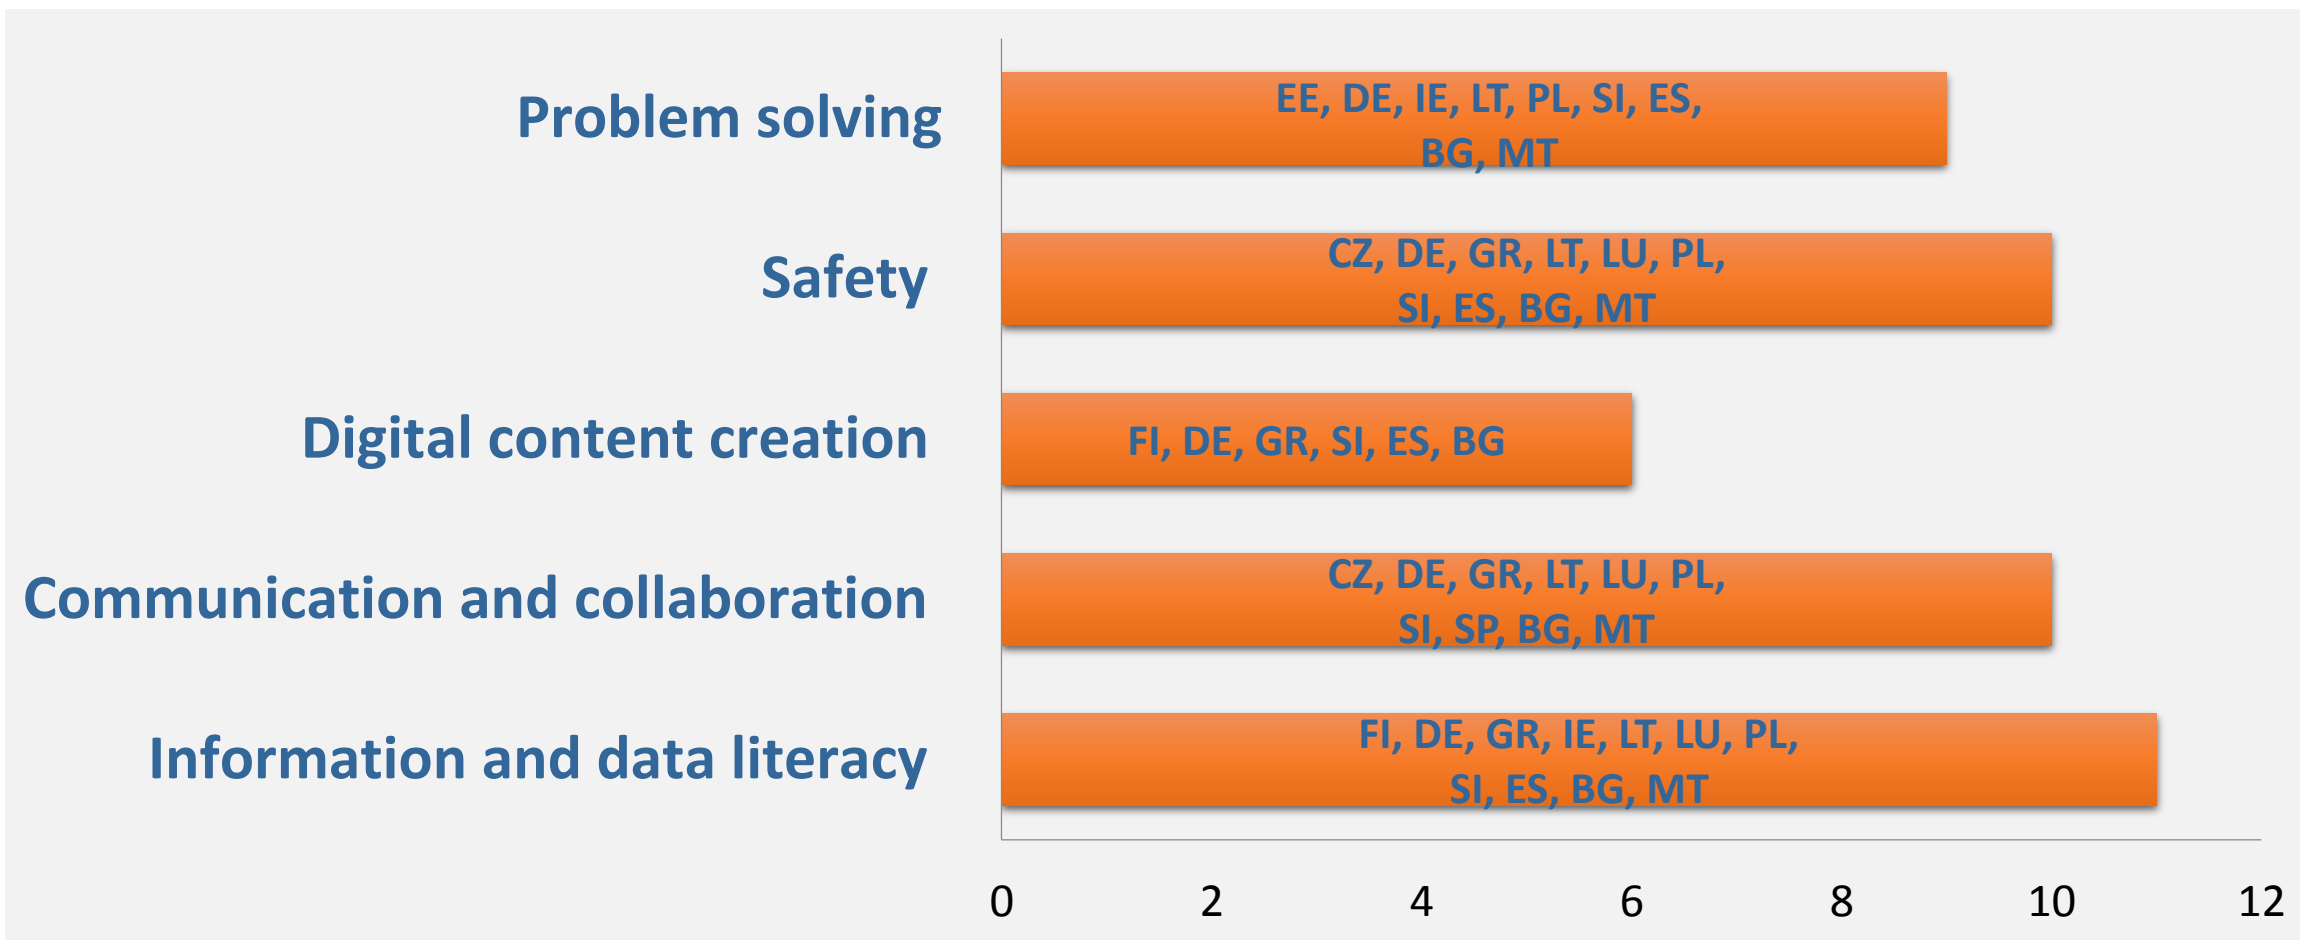 Problem solving
EE, DE, IE, LT, PL, SI, ES,
BG, MT
Safety
CZ, DE, GR, LT, LU, PL,
SI, ES, BG, MT
Digital content creation
FI, DE, GR, SI, ES, BG
Communication and collaboration
CZ, DE, GR, LT, LU, PL,
SI, SP, BG, MT
Information and data literacy
FI, DE, GR, IE, LT, LU, PL,
SI, ES, BG, MT
0 2 4 6 8 10 12